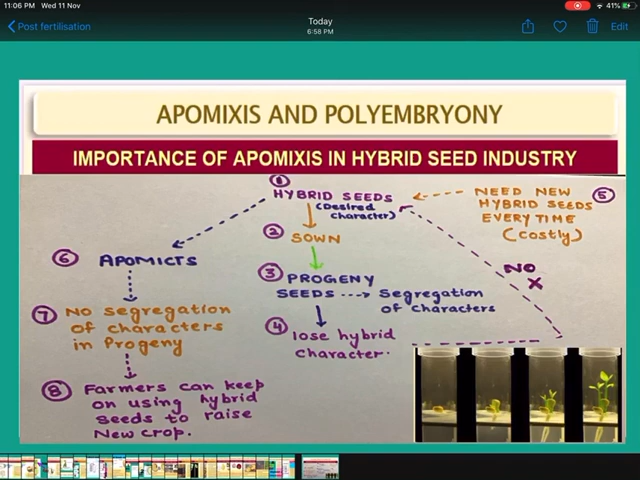 11:06 PM Wed 11 Nov
41%
Post fertilisation
Today
6:58 PM
Edit
APOMIXIS AND POLYEMBRYONY
IMPORTANCE OF APOMIXIS IN HYBRID SEED INDUSTRY
1 HYBRID SEEDS
(Desired character)
2 SOWN
3 PROGENY
SEEDS Segregation
of characters
4 lose hybrid
character.
NEED NEW 5
HYBRID SEEDS
EVERY TIME
(costly)
NO
X
6 APOMICTS
7 No segregation
of characters
in Progeny
8 Farmers can keep
on using hybrid
seeds to raise
New crop.